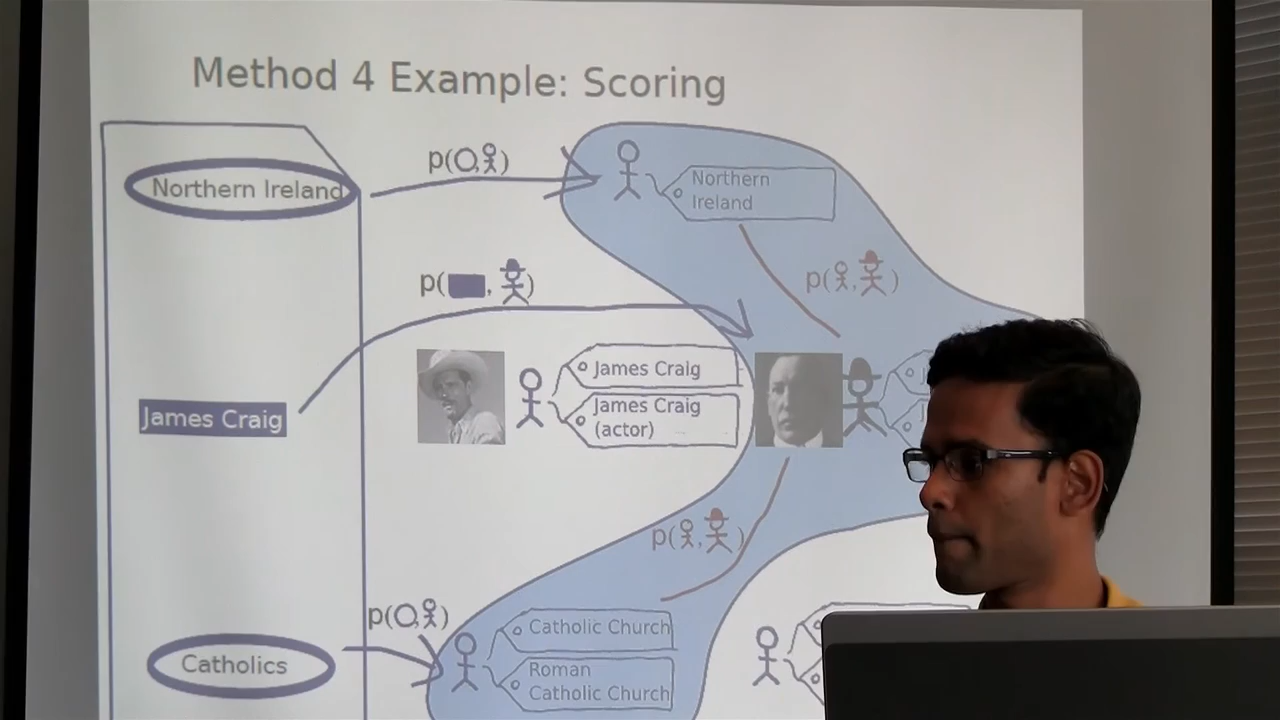 Method 4 Example: Scoring
Northern Ireland
p( , )
Northern
Ireland
p( , )
p( , )
James Craig
James Craig
James Craig
(actor)
p( , )
p( , )
Catholics
Catholic Church
Roman
Catholic Church